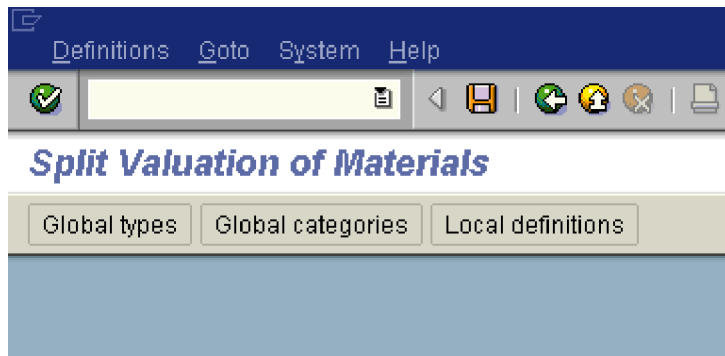 Definitions Goto System Help
Split Valuation of Materials
Global types Global categories Local definitions